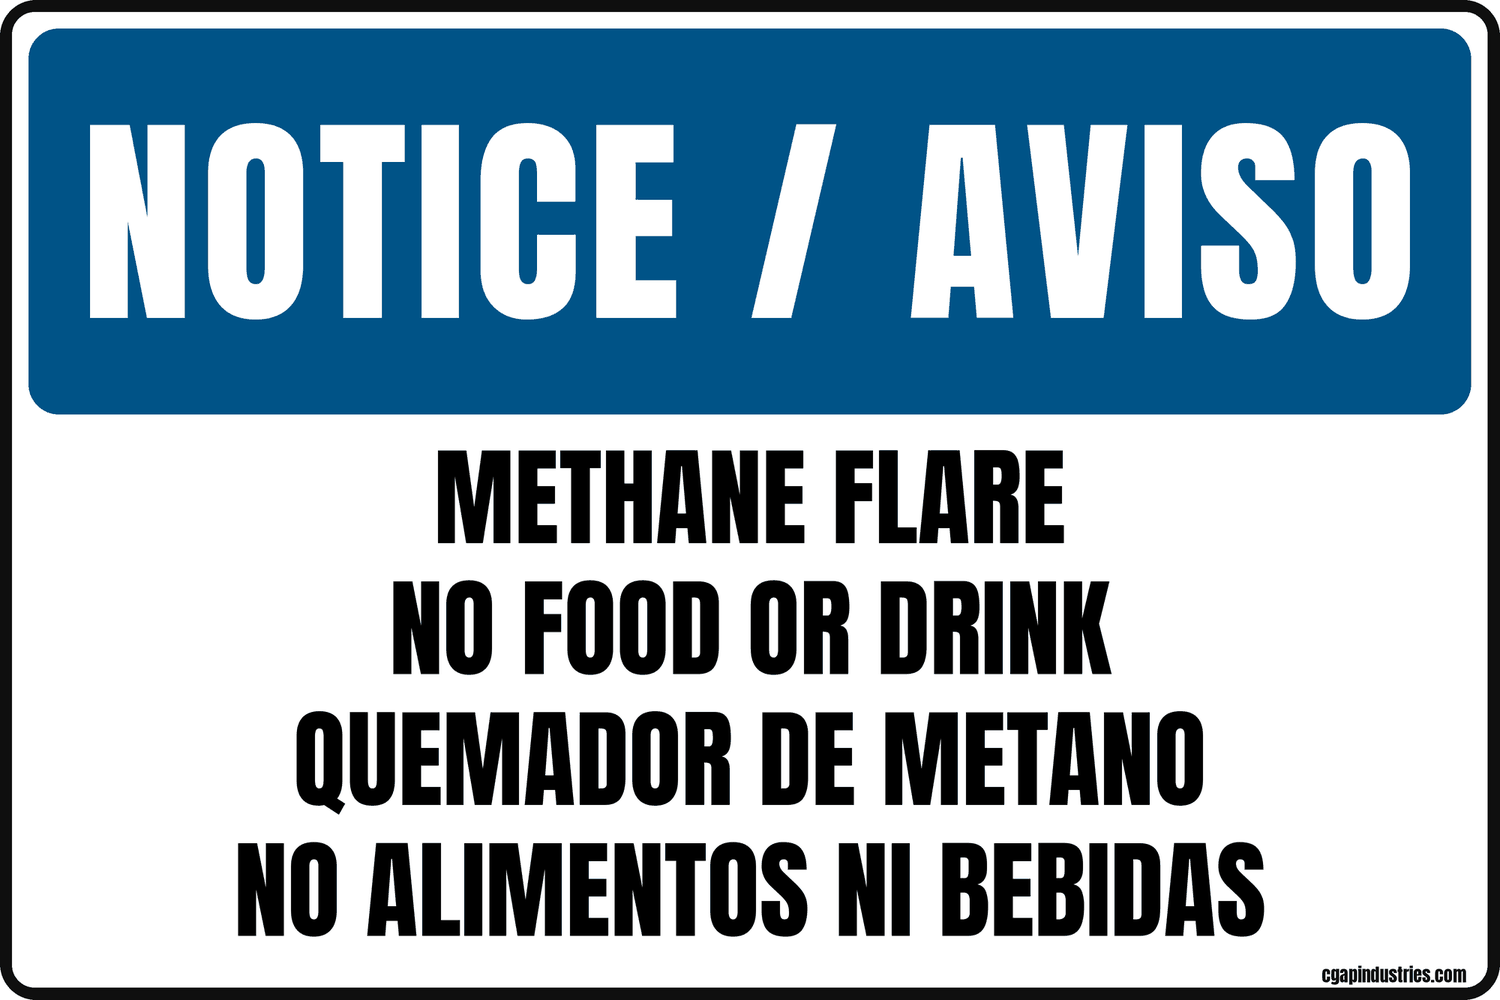 NOTICE / AVISO
METHANE FLARE
NO FOOD OR DRINK
QUEMADOR DE METANO
NO ALIMENTOS NI BEBIDAS
cgapindustries.com